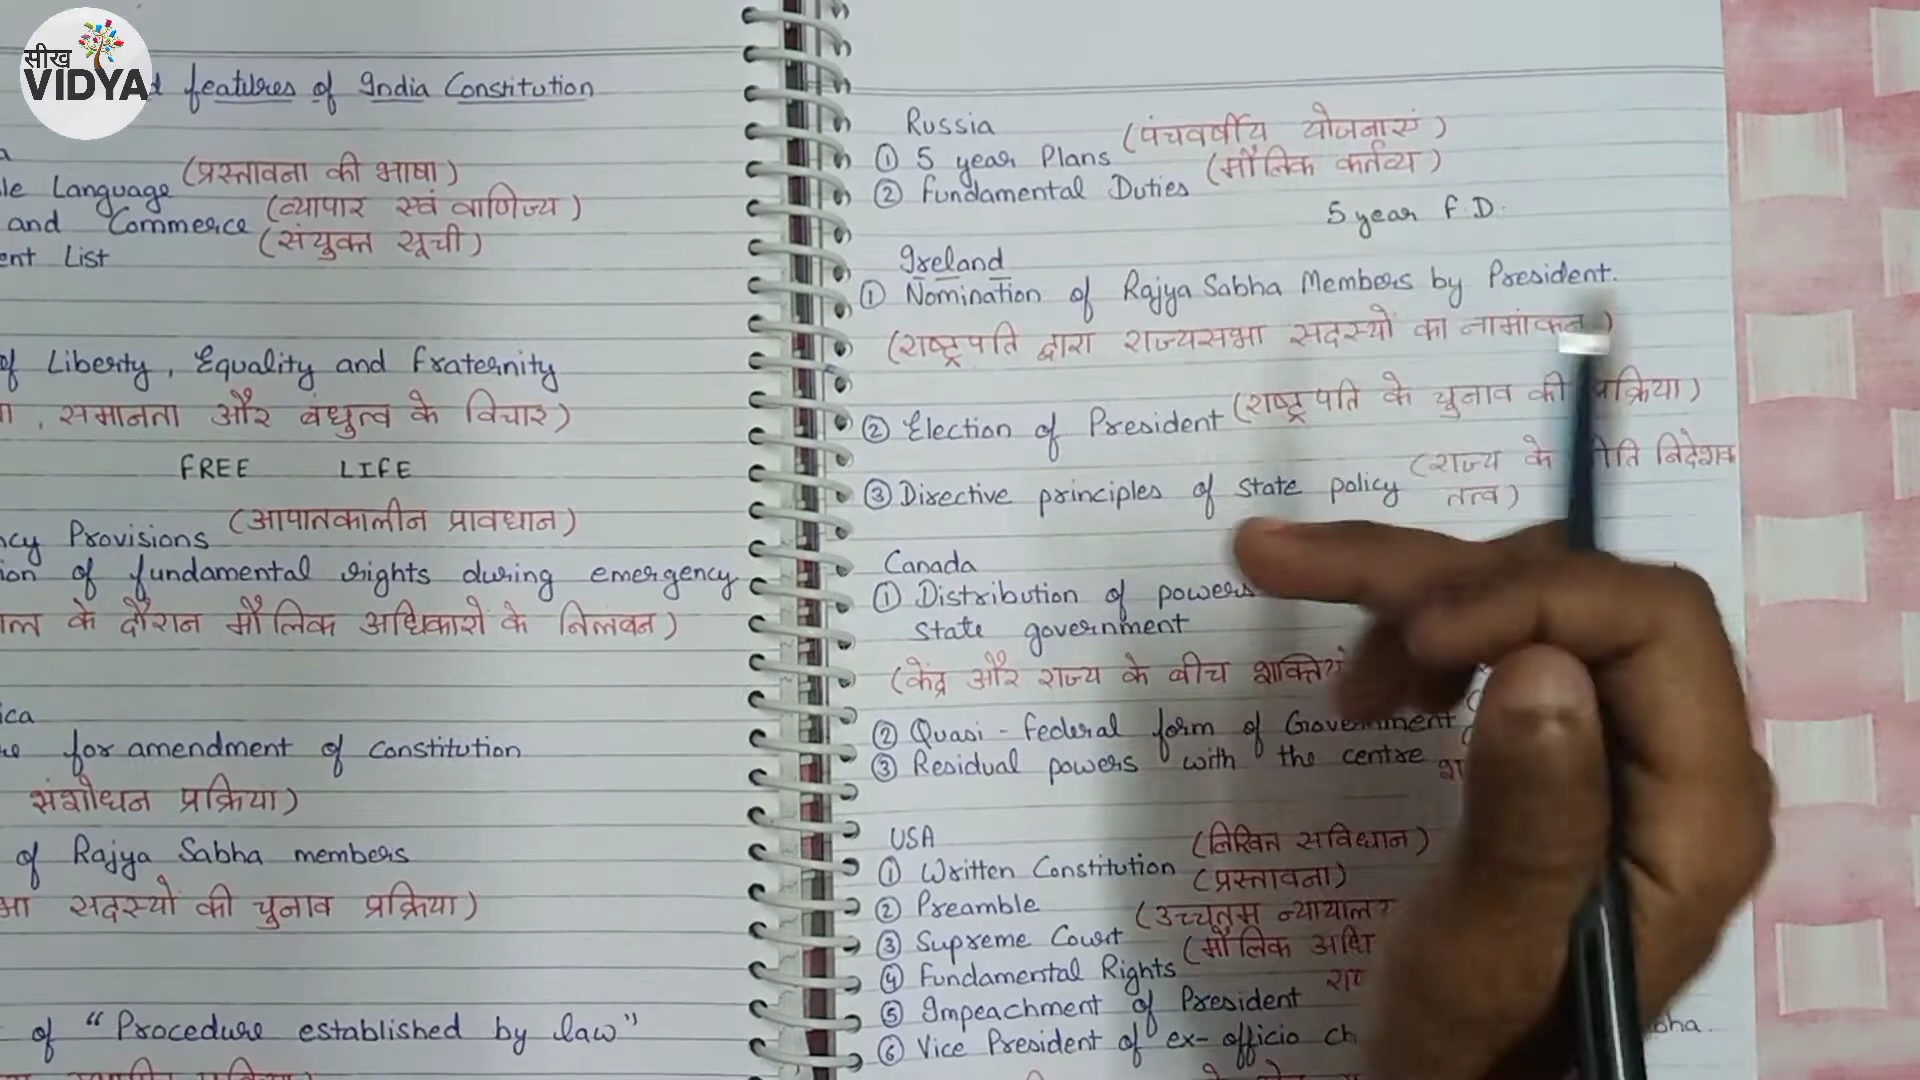 सीख
VIDYA
features of India Constitution
Language (प्रस्तावना की भाषा)
and Commerce (व्यापार एवं वाणिज्य)
List (संयुक्त सूची)
of Liberty, Equality and Fraternity
, समानता और बंधुत्व के विचार)
FREE LIFE
Provisions (आपातकालीन प्रावधान)
of fundamental rights during emergency
के दौरान मौलिक अधिकारों के निलंबन)
for amendment of constitution
संशोधन प्रक्रिया)
of Rajya Sabha members
सदस्यों की चुनाव प्रक्रिया)
of "Procedure established by law"
Russia
① 5 year Plans (पंचवर्षीय योजनाएं)
② Fundamental Duties (मौलिक कर्तव्य)
5 year F.D.
Ireland
① Nomination of Rajya Sabha Members by President.
(राष्ट्रपति द्वारा राज्यसभा सदस्यों का नामांकन)
② Election of President (राष्ट्रपति के चुनाव की
③ Directive principles of state policy (राज्य के निदेशक
तत्व)
Canada
① Distribution of powers
state government
(केंद्र और राज्य के बीच
② Quasi - Federal form of Government
③ Residual powers with the centre
USA
① Written Constitution (लिखित सविधान)
② Preamble (प्रस्तावना)
③ Supreme Court (उच्चतम
④ Fundamental Rights (मौलिक
⑤ Impeachment of President
⑥ Vice President of ex-officio